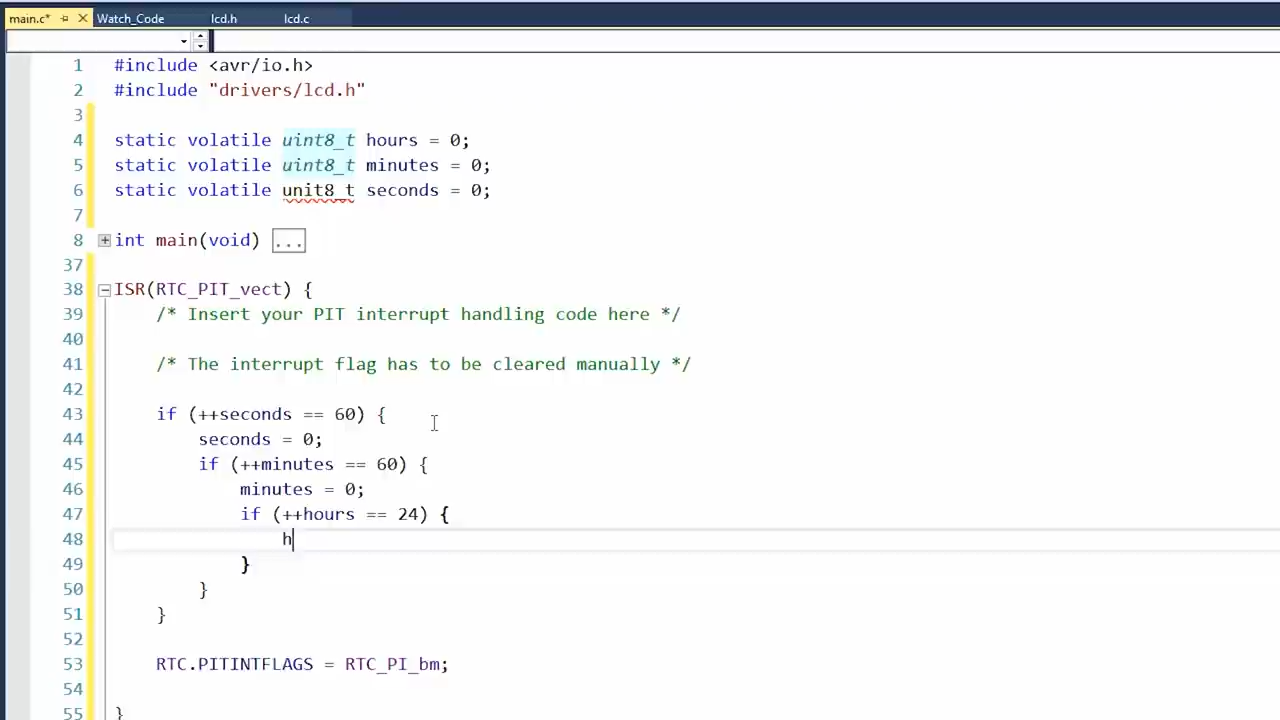 main.c* Watch_Code lcd.h lcd.c
1 #include <avr/io.h>
2 #include "drivers/lcd.h"
3
4 static volatile uint8_t hours = 0;
5 static volatile uint8_t minutes = 0;
6 static volatile unit8_t seconds = 0;
7
8 int main(void) ...
37
38 ISR(RTC_PIT_vect) {
39 /* Insert your PIT interrupt handling code here */
40
41 /* The interrupt flag has to be cleared manually */
42
43 if (++seconds == 60) {
44 seconds = 0;
45 if (++minutes == 60) {
46 minutes = 0;
47 if (++hours == 24) {
48 h
49 }
50 }
51 }
52
53 RTC.PITINTFLAGS = RTC_PI_bm;
54
55 }